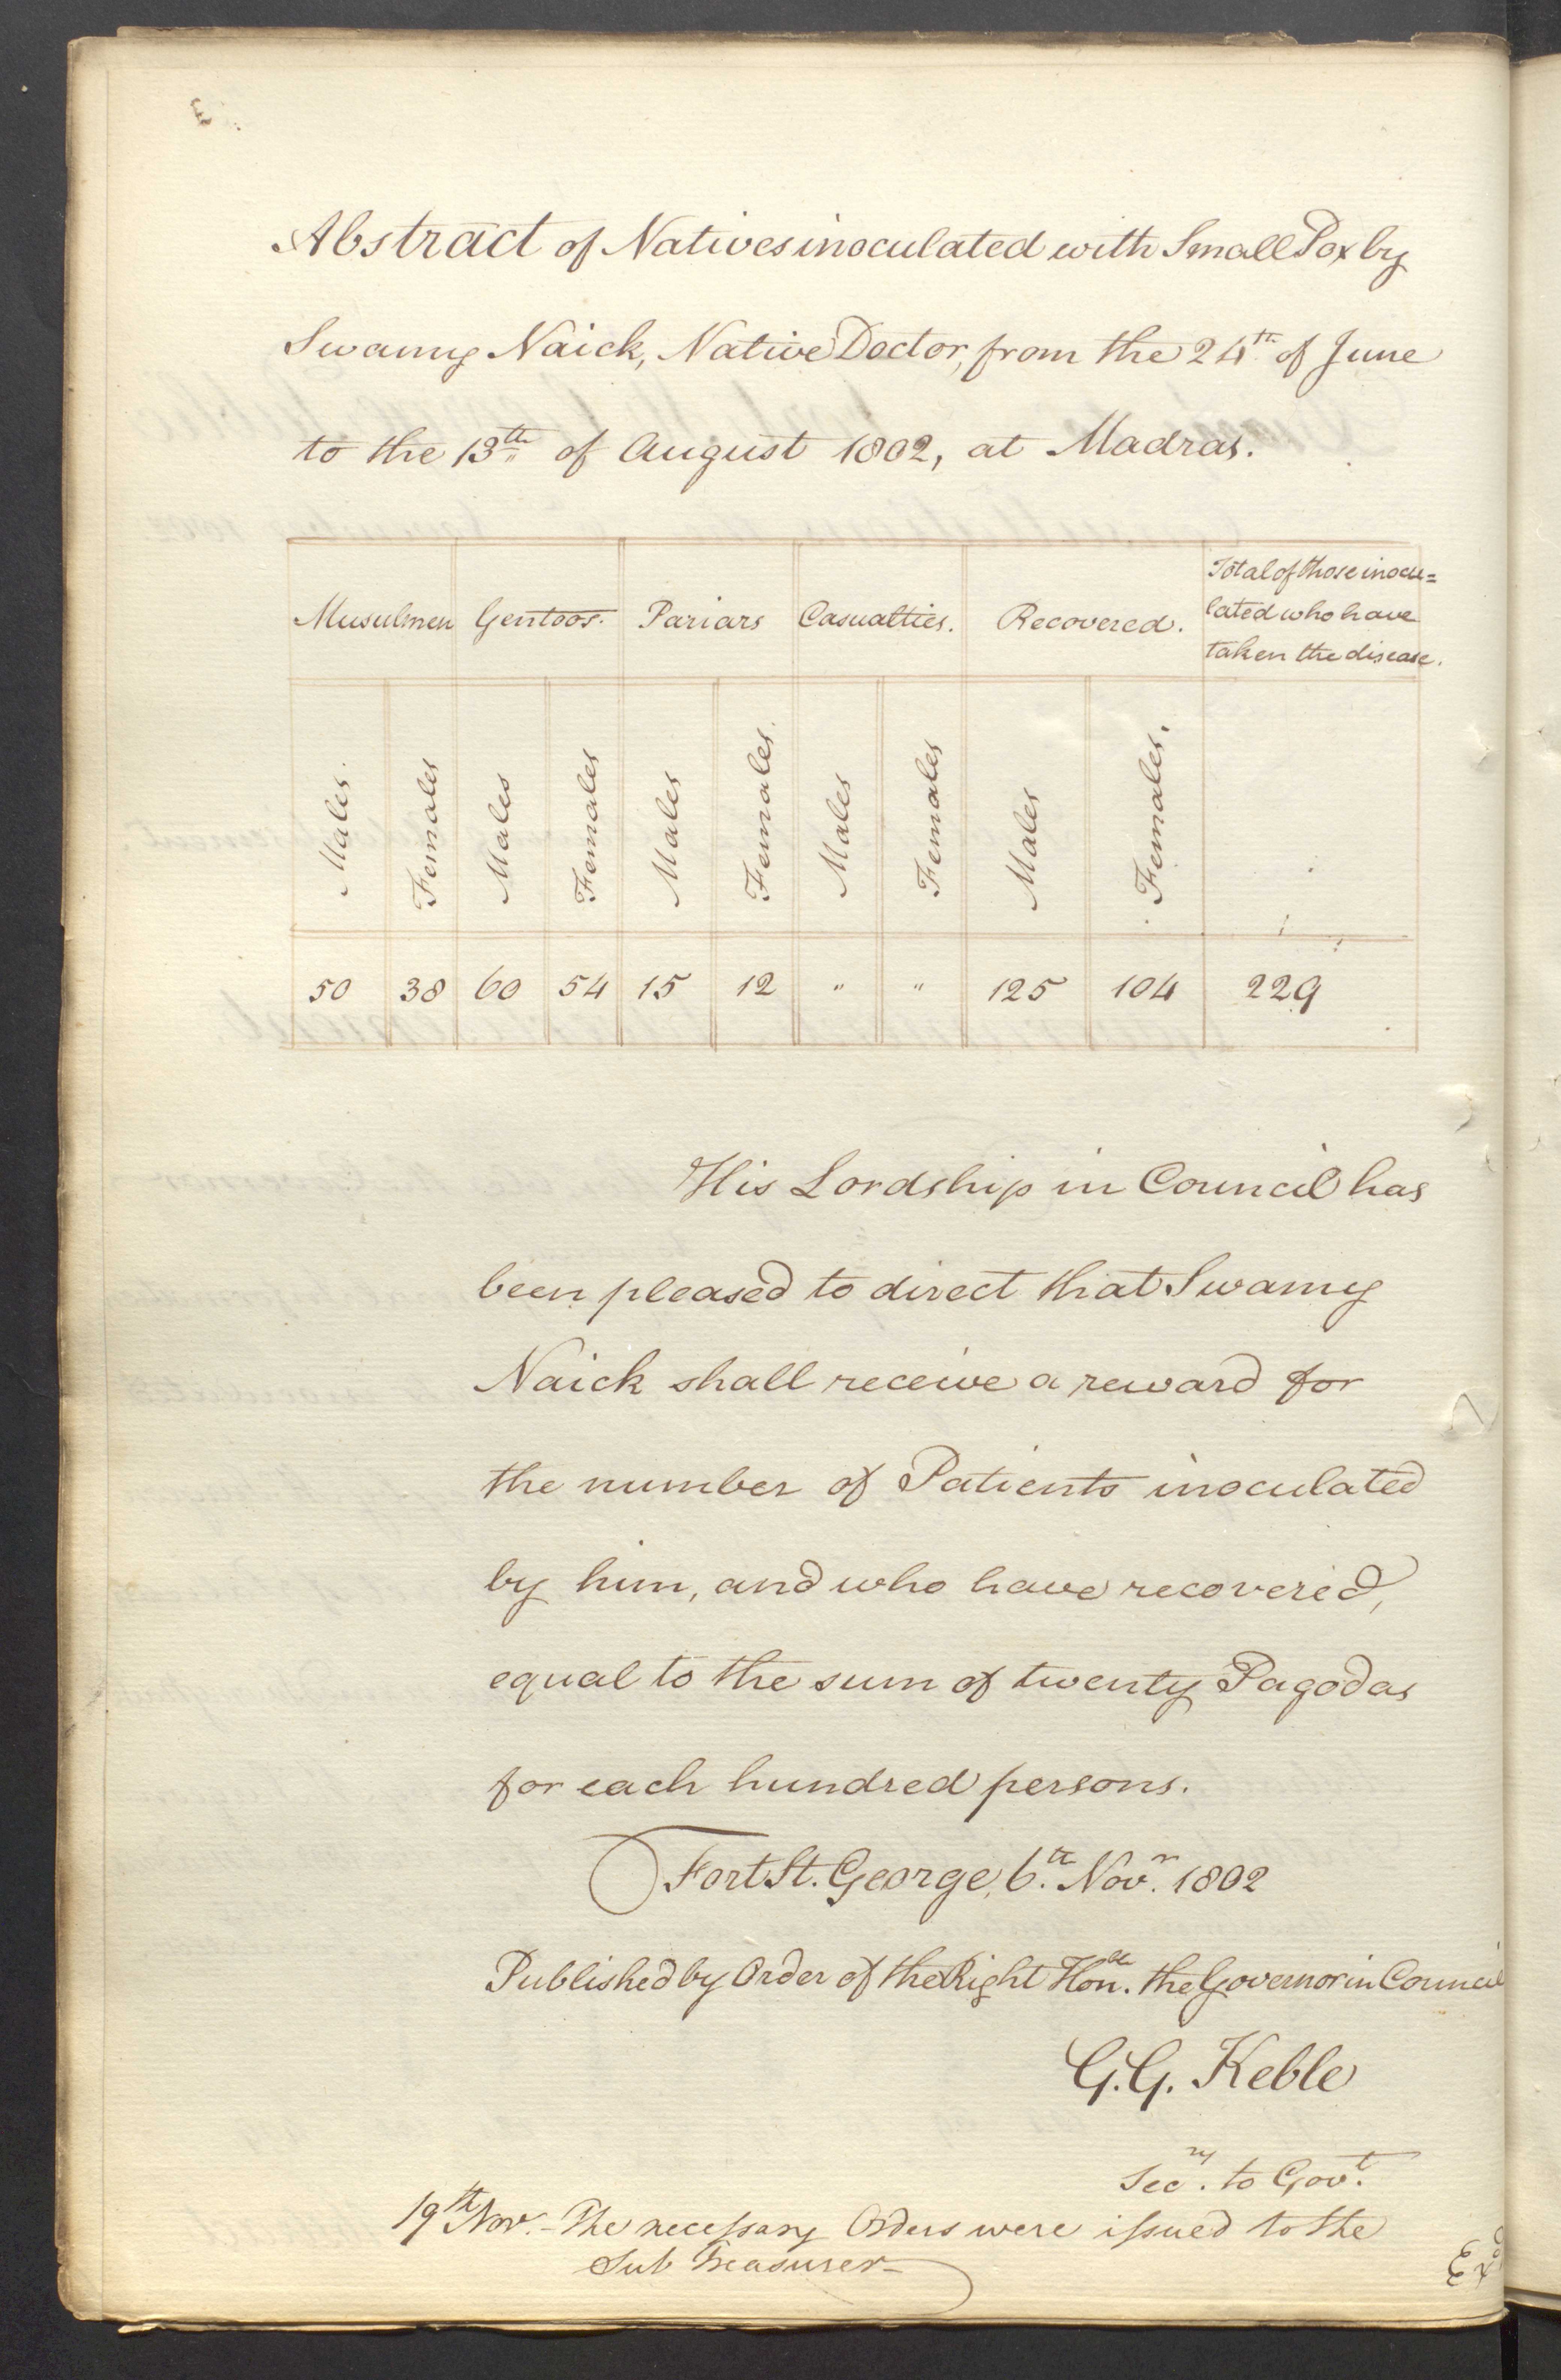 Abstract of Natives inoculated with Small Pox by
Swamy Naick, Native Doctor, from the 24th of June
to the 13th of August 1802, at Madras.
Musulmen Gentoos. Pariars Casualties. Recovered. Total of those inocu=
lated who have
taken the disease.
Males. Females Males Females Males Females. Males Females Males Females.
50 38 60 54 15 12 " " 125 104 229
His Lordship in Council has
been pleased to direct that Swamy
Naick shall receive a reward for
the number of Patients inoculated
by him, and who have recovered,
equal to the sum of twenty Pagodas
for each hundred persons.
Fort St. George, 6th Novr. 1802
Published by Order of the Right Honble. the Governor in Council
G. G. Keble
Secry. to Govt.
19th Nov. - The necessary Orders were issued to the
Sub Treasurer -
Exd